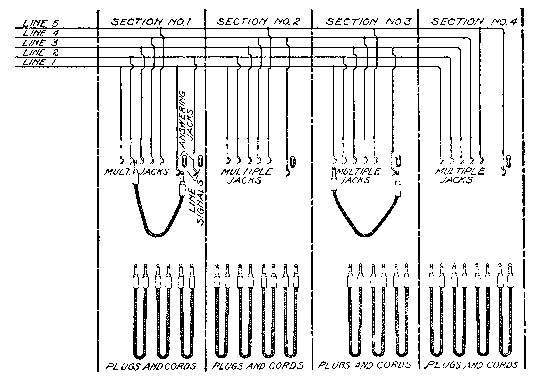 LINE 5
LINE 4
LINE 3
LINE 2
LINE 1
SECTION NO.1
SECTION NO.2
SECTION NO.3
SECTION NO.4
ANSWERING
JACKS
MULT. JACKS
LINE
SIGNALS
MULTIPLE
JACKS
MULTIPLE
JACKS
MULTIPLE
JACKS
PLUGS AND CORDS
PLUGS AND CORDS
PLUGS AND CORDS
PLUGS AND CORDS